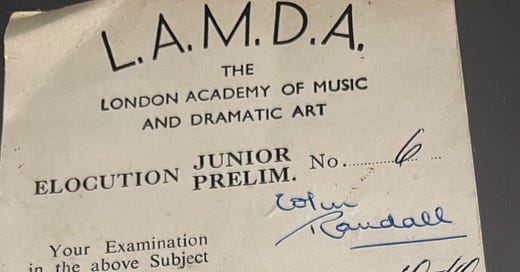 L.A.M.D.A.
THE
LONDON ACADEMY OF MUSIC
AND DRAMATIC ART
ELOCUTION JUNIOR PRELIM. No. 6
Colin
Randall
Your Examination
in the above Subject